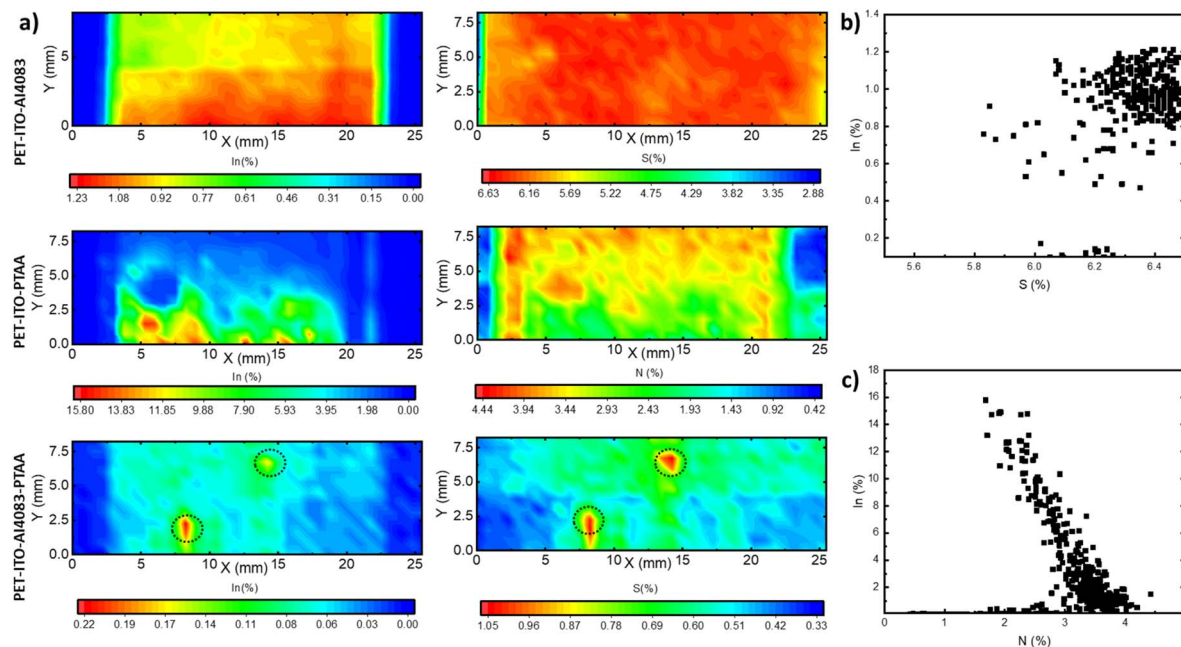 a)
PET-ITO-AI4083
Y (mm)
5
0
5 10 15 20 25
X (mm)
In(%)
1.23 1.08 0.92 0.77 0.61 0.46 0.31 0.16 0.00
Y (mm)
5
0
5 10 15 20 25
X (mm)
S(%)
6.63 6.16 5.69 5.22 4.75 4.29 3.82 3.35 2.88
PET-ITO-PTAA
Y (mm)
7.5
5.0
2.5
0.0
0 5 10 15 20 25
X (mm)
In (%)
15.80 13.83 11.85 9.88 7.90 5.93 3.95 1.98 0.00
Y (mm)
7.5
5.0
2.5
0.0
0 5 10 15 20 25
X (mm)
N (%)
4.44 3.94 3.44 2.93 2.43 1.93 1.42 0.92 0.42
PET-ITO-AI4083-PTAA
Y (mm)
7.5
5.0
2.5
0.0
0 5 10 15 20 25
X (mm)
In(%)
0.22 0.20 0.17 0.14 0.11 0.08 0.06 0.03 0.00
Y (mm)
7.5
5.0
2.5
0.0
0 5 10 15 20 25
X (mm)
S(%)
1.05 0.96 0.87 0.78 0.69 0.60 0.51 0.42 0.33
b)
In (%)
1.4
1.2
1.0
0.8
0.6
0.4
0.2
5.6 5.8 6.0 6.2 6.4
S (%)
c)
In (%)
18
16
14
12
10
8
6
4
2
0 1 2 3 4
N (%)